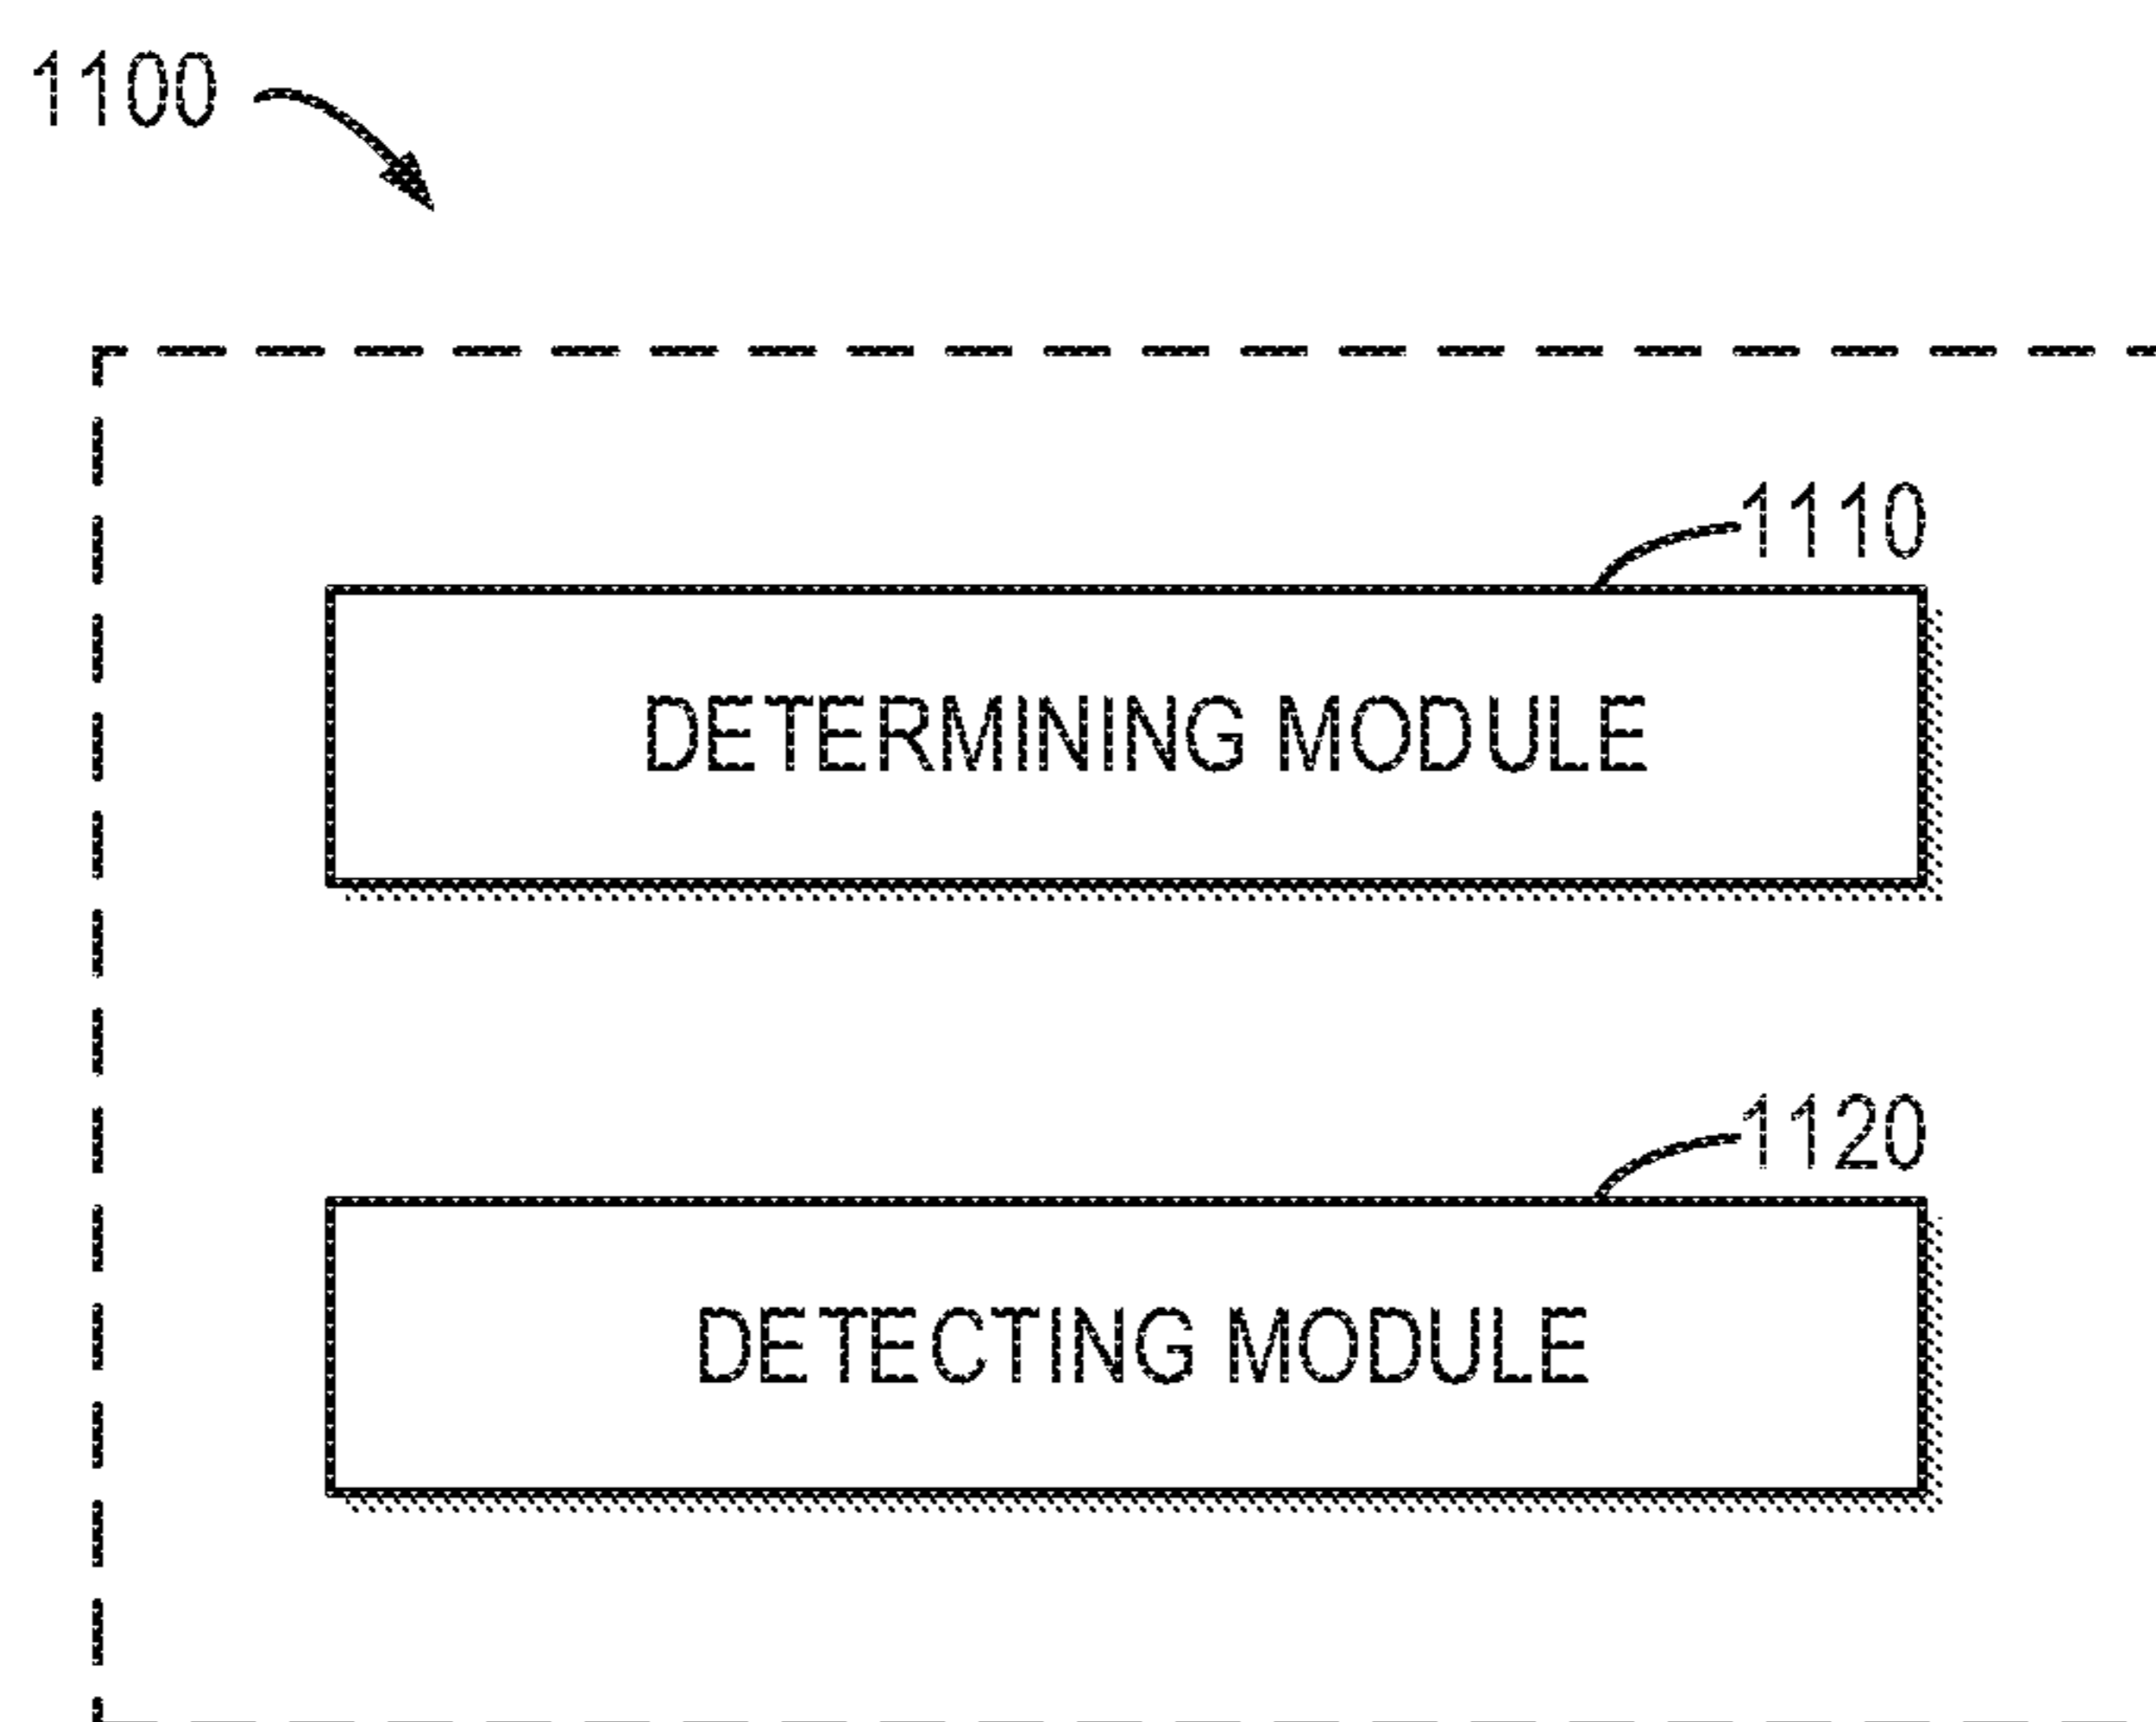 1100
1110
DETERMINING MODULE
1120
DETECTING MODULE